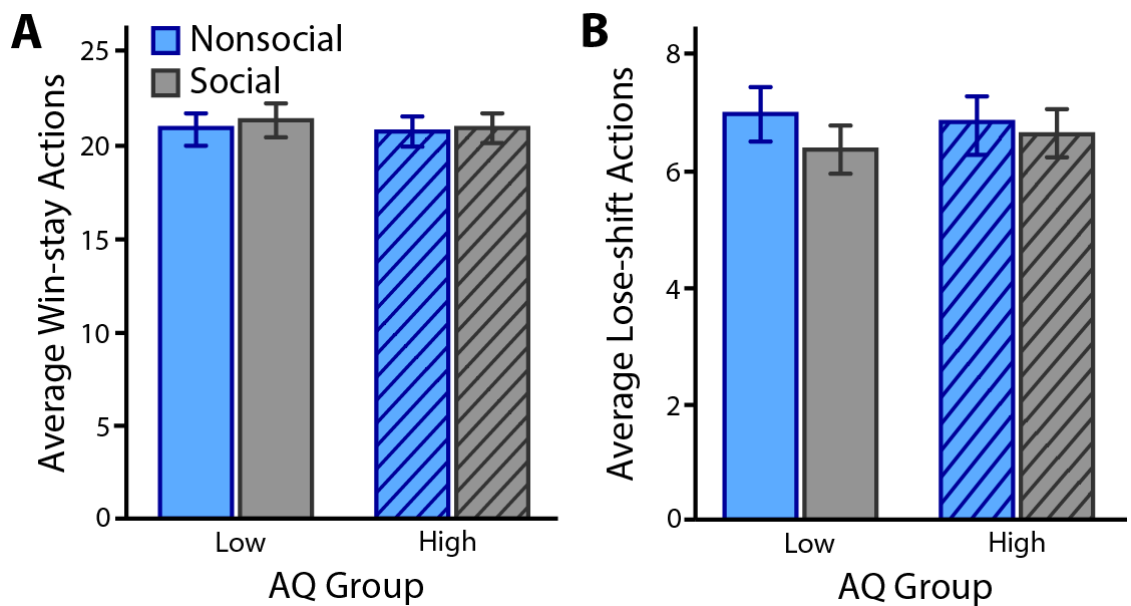 A
Nonsocial
Social
Average Win-stay Actions
25
20
15
10
5
0
Low
High
AQ Group
B
Average Lose-shift Actions
8
6
4
2
0
Low
High
AQ Group